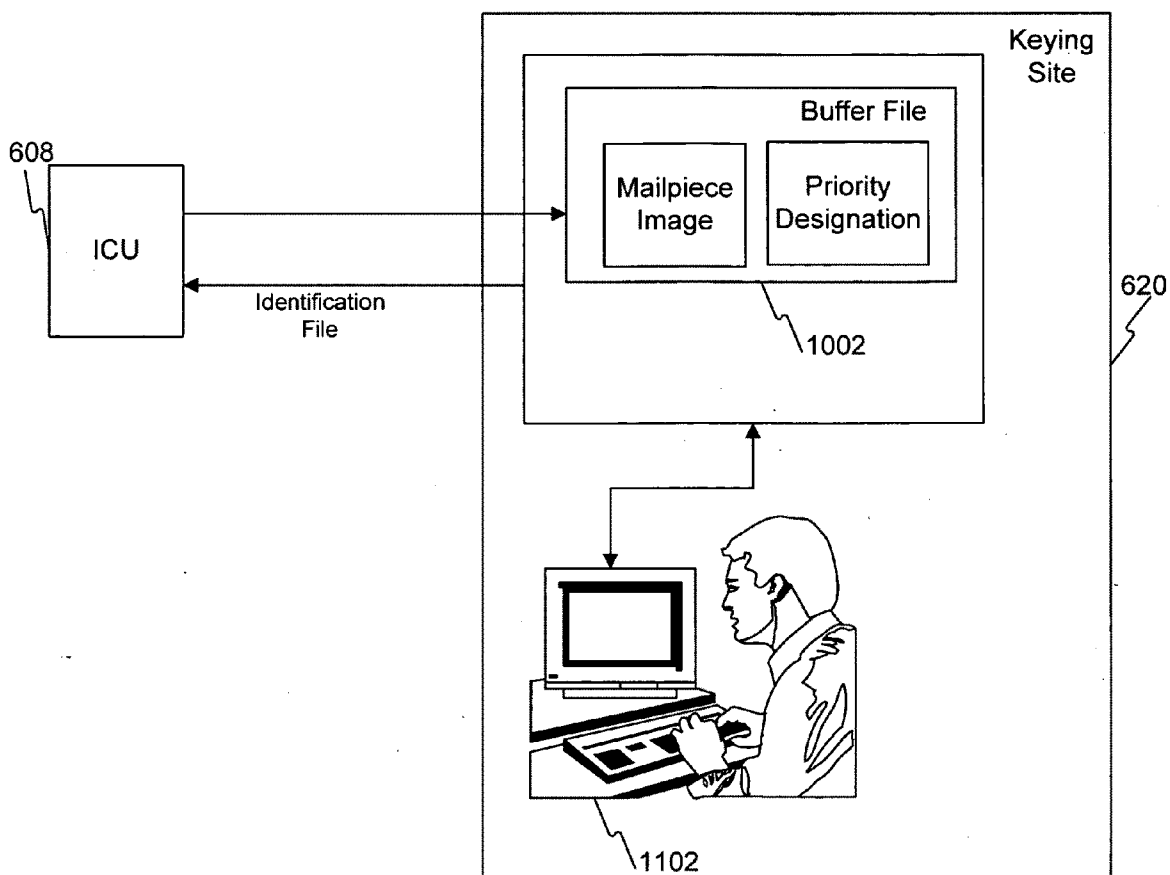 Keying
Site
Buffer File
608
Mailpiece
Image
Priority
Designation
ICU
620
Identification
File
1002
1102